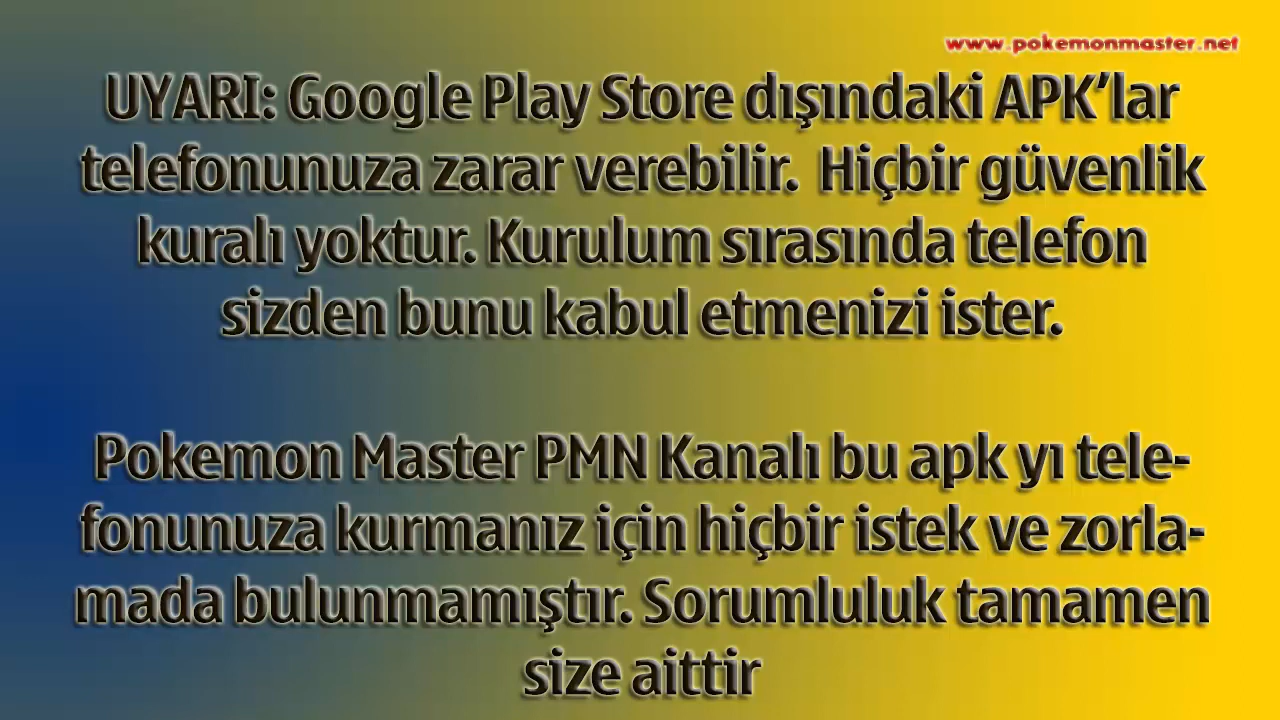 www.pokemonmaster.net
UYARI: Google Play Store dışındaki APK'lar
telefonunuza zarar verebilir. Hiçbir güvenlik
kuralı yoktur. Kurulum sırasında telefon
sizden bunu kabul etmenizi ister.
Pokemon Master PMN Kanalı bu apk yı tele-
fonunuza kurmanız için hiçbir istek ve zorla-
mada bulunmamıştır. Sorumluluk tamamen
size aittir